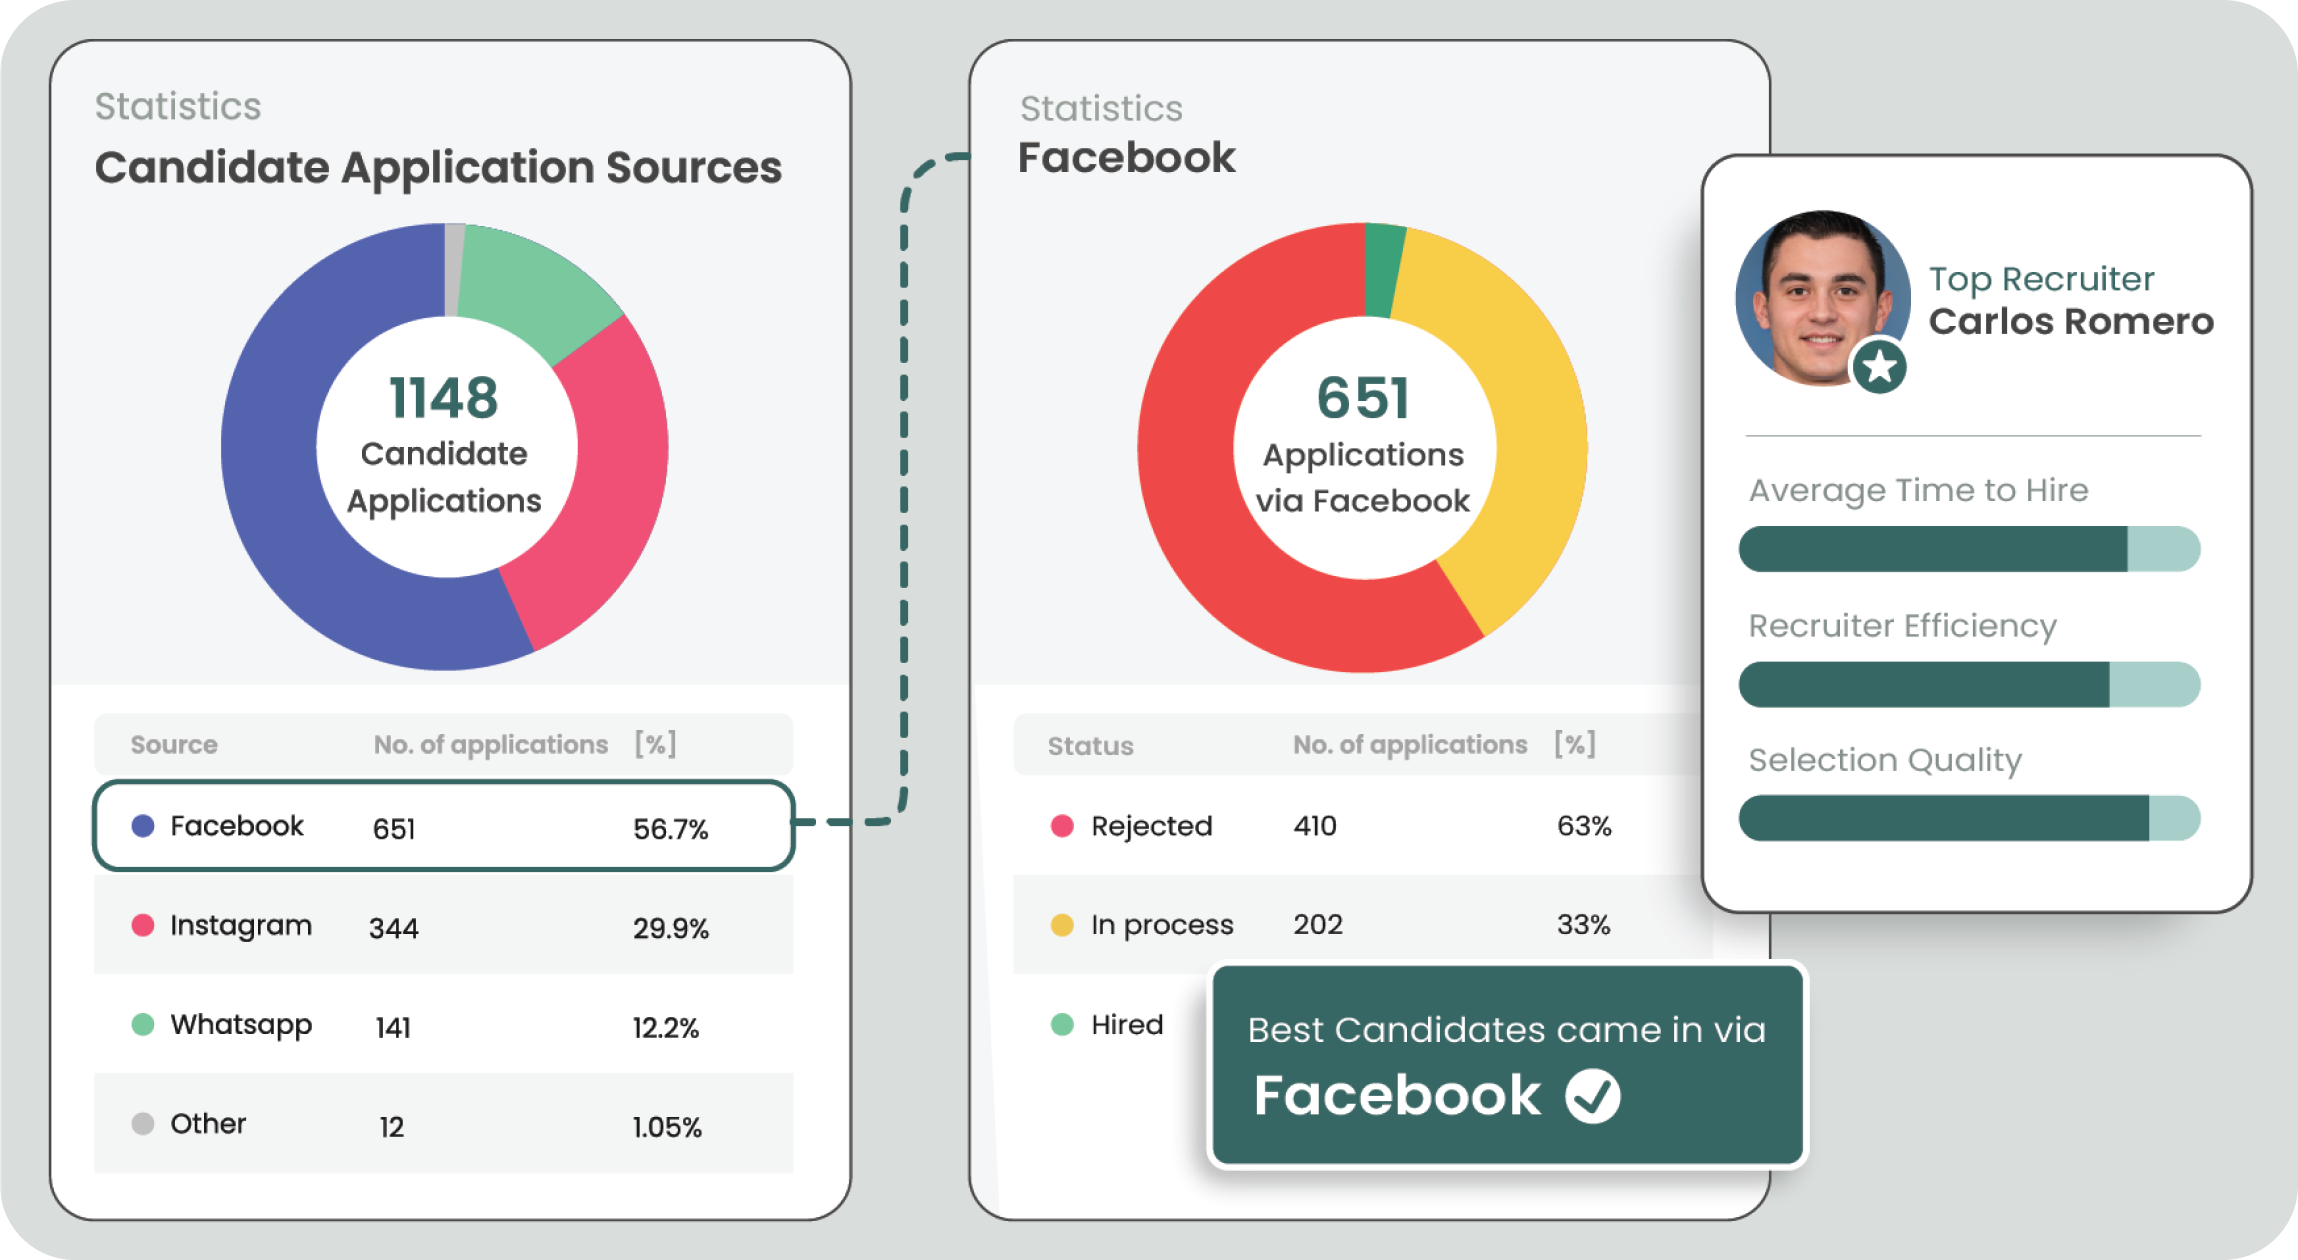 Statistics
Candidate Application Sources
1148
Candidate
Applications
Source No. of applications [%]
Facebook 651 56.7%
Instagram 344 29.9%
Whatsapp 141 12.2%
Other 12 1.05%
Statistics
Facebook
651
Applications
via Facebook
Status No. of applications [%]
Rejected 410 63%
In process 202 33%
Hired
Best Candidates came in via
Facebook
Top Recruiter
Carlos Romero
Average Time to Hire
Recruiter Efficiency
Selection Quality